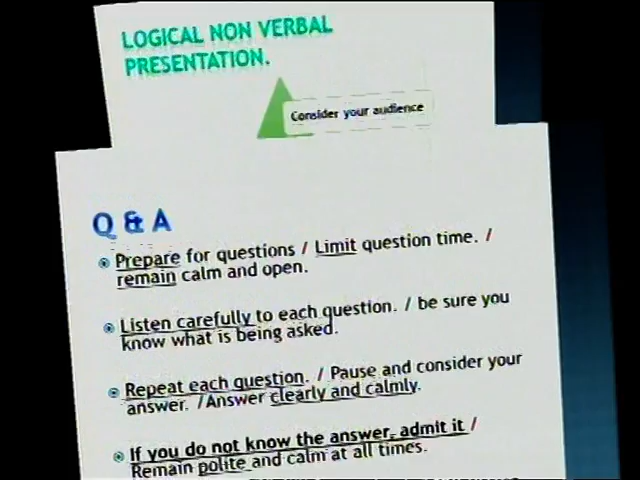 LOGICAL NON VERBAL
PRESENTATION.
Consider your audience
Q & A
Prepare for questions / Limit question time. /
remain calm and open.
Listen carefully to each question. / be sure you
know what is being asked.
Repeat each question. / Pause and consider your
answer. /Answer clearly and calmly.
If you do not know the answer, admit it /
Remain polite and calm at all times.